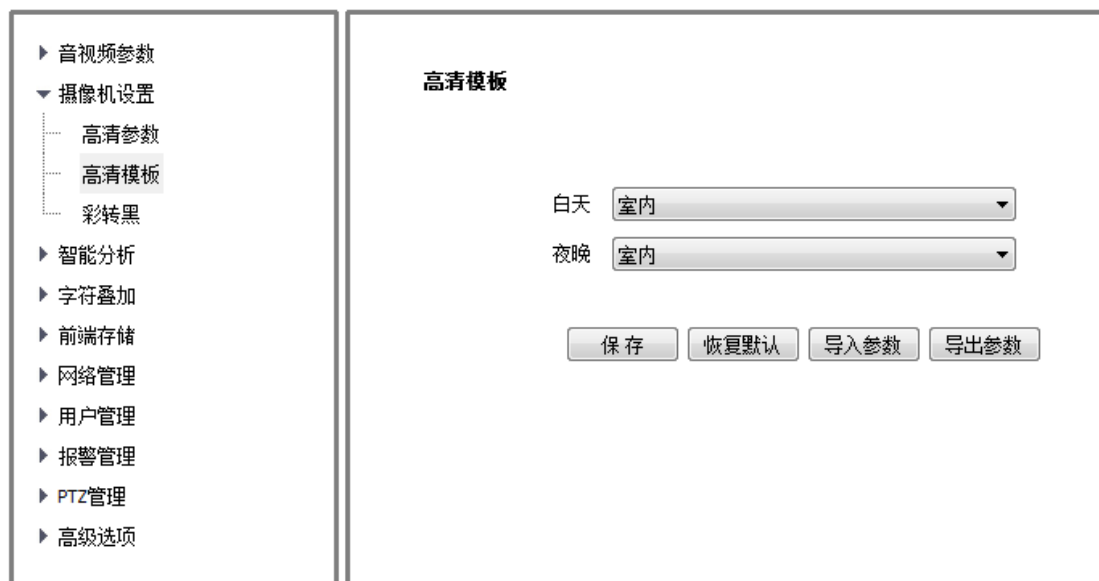 音视频参数
摄像机设置
高清参数
高清模板
彩转黑
智能分析
字符叠加
前端存储
网络管理
用户管理
报警管理
PTZ管理
高级选项
高清模板
白天 室内
夜晚 室内
保存 恢复默认 导入参数 导出参数